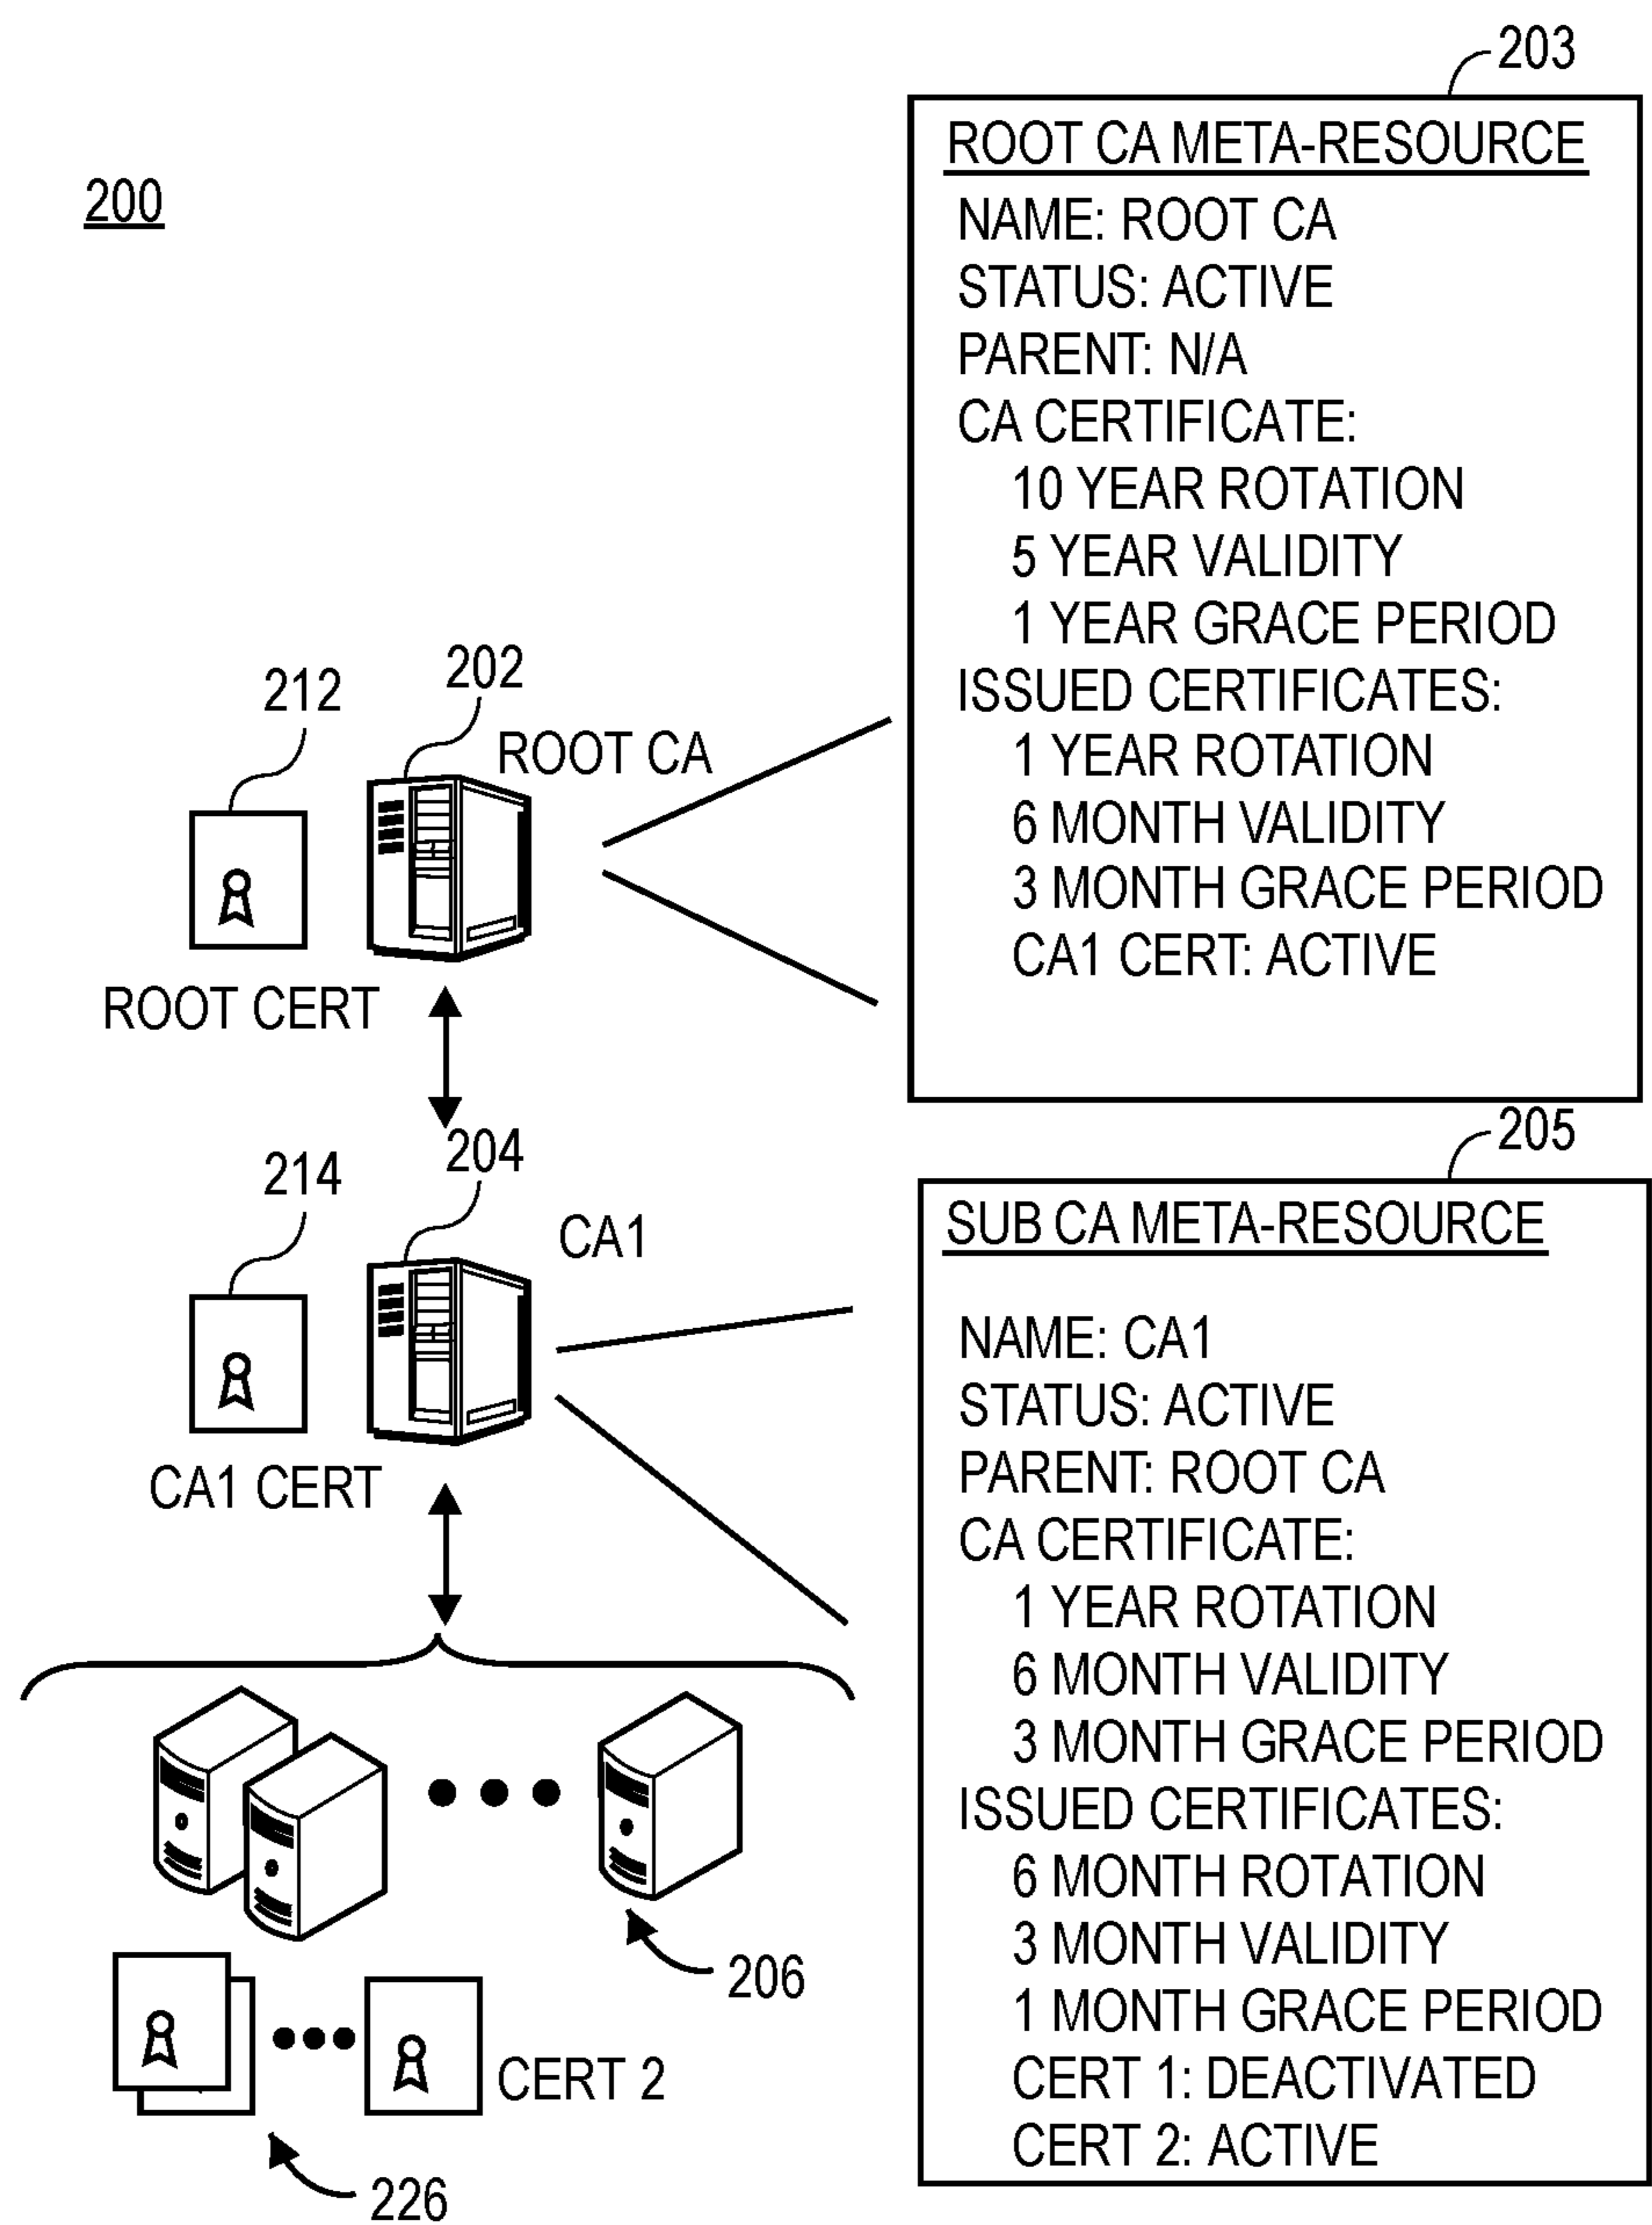 200
203
ROOT CA META-RESOURCE
NAME: ROOT CA
STATUS: ACTIVE
PARENT: N/A
CA CERTIFICATE:
10 YEAR ROTATION
5 YEAR VALIDITY
1 YEAR GRACE PERIOD
ISSUED CERTIFICATES:
1 YEAR ROTATION
6 MONTH VALIDITY
3 MONTH GRACE PERIOD
CA1 CERT: ACTIVE
212
202
ROOT CA
ROOT CERT
205
SUB CA META-RESOURCE
NAME: CA1
STATUS: ACTIVE
PARENT: ROOT CA
CA CERTIFICATE:
1 YEAR ROTATION
6 MONTH VALIDITY
3 MONTH GRACE PERIOD
ISSUED CERTIFICATES:
6 MONTH ROTATION
3 MONTH VALIDITY
1 MONTH GRACE PERIOD
CERT 1: DEACTIVATED
CERT 2: ACTIVE
214
204
CA1
CA1 CERT
206
CERT 2
226